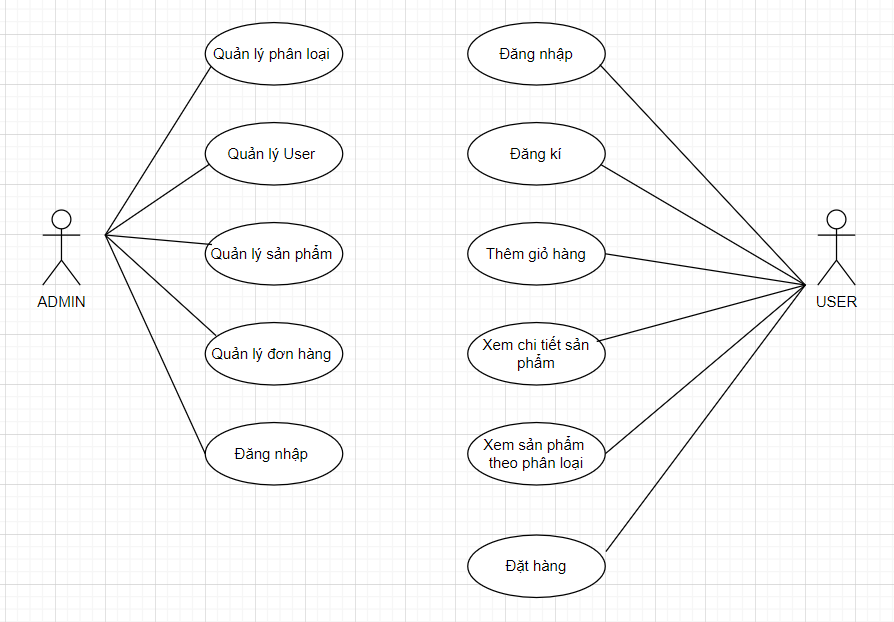 Quản lý phân loại
Quản lý User
Quản lý sản phẩm
Quản lý đơn hàng
Đăng nhập
ADMIN
Đăng nhập
Đăng kí
Thêm giỏ hàng
Xem chi tiết sản
phẩm
Xem sản phẩm
theo phân loại
Đặt hàng
USER